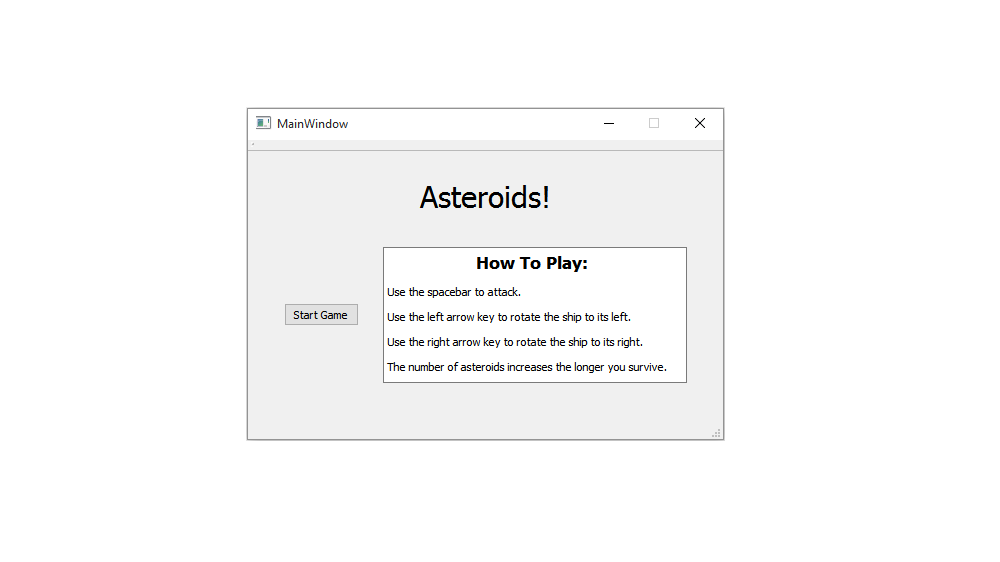 MainWindow
Asteroids!
How To Play:
Use the spacebar to attack.
Start Game
Use the left arrow key to rotate the ship to its left.
Use the right arrow key to rotate the ship to its right.
The number of asteroids increases the longer you survive.